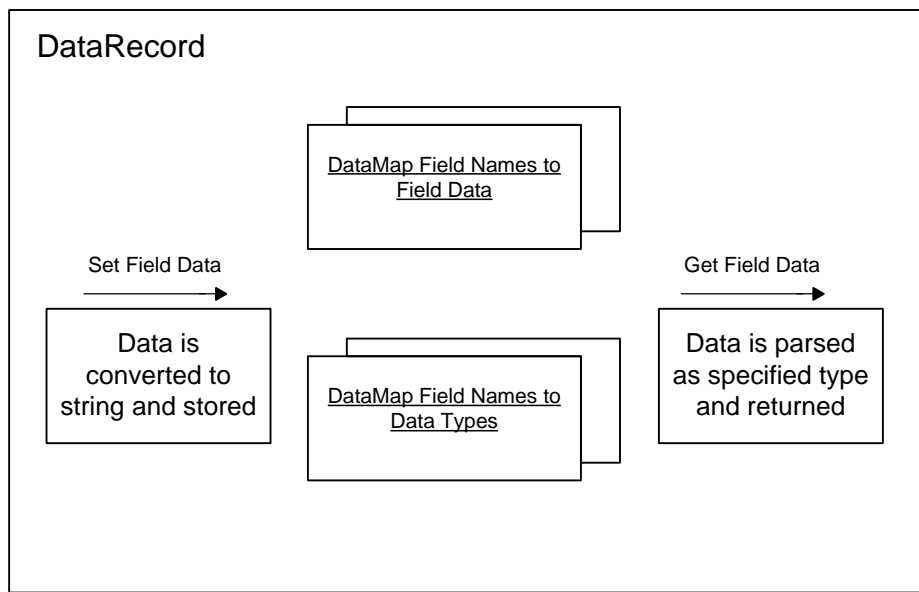 DataRecord
DataMap Field Names to
Field Data
Set Field Data
Get Field Data
Data is
converted to
string and stored
DataMap Field Names to
Data Types
Data is parsed
as specified type
and returned